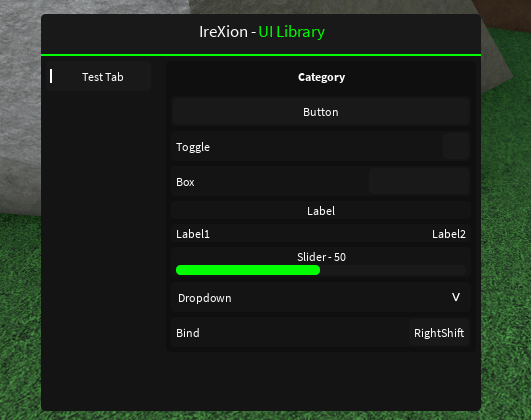 IreXion - UI Library
Test Tab
Category
Button
Toggle
Box
Label
Label1 Label2
Slider - 50
Dropdown V
Bind RightShift